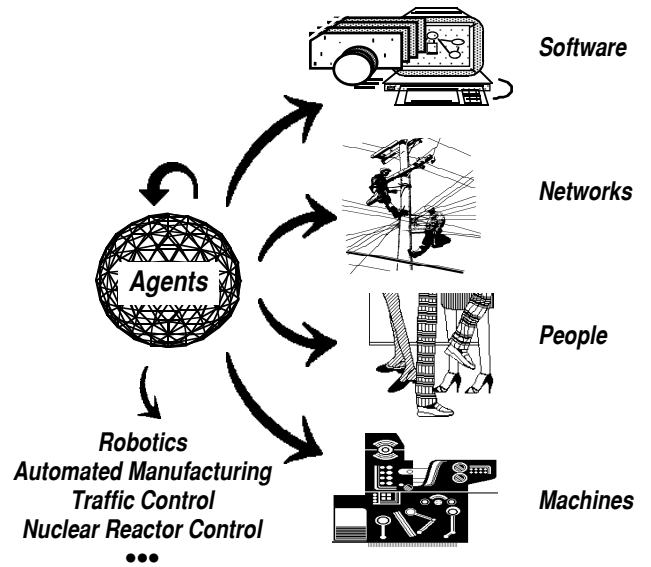 Software
Networks
Agents
People
Robotics
Automated Manufacturing
Traffic Control
Nuclear Reactor Control
•••
Machines